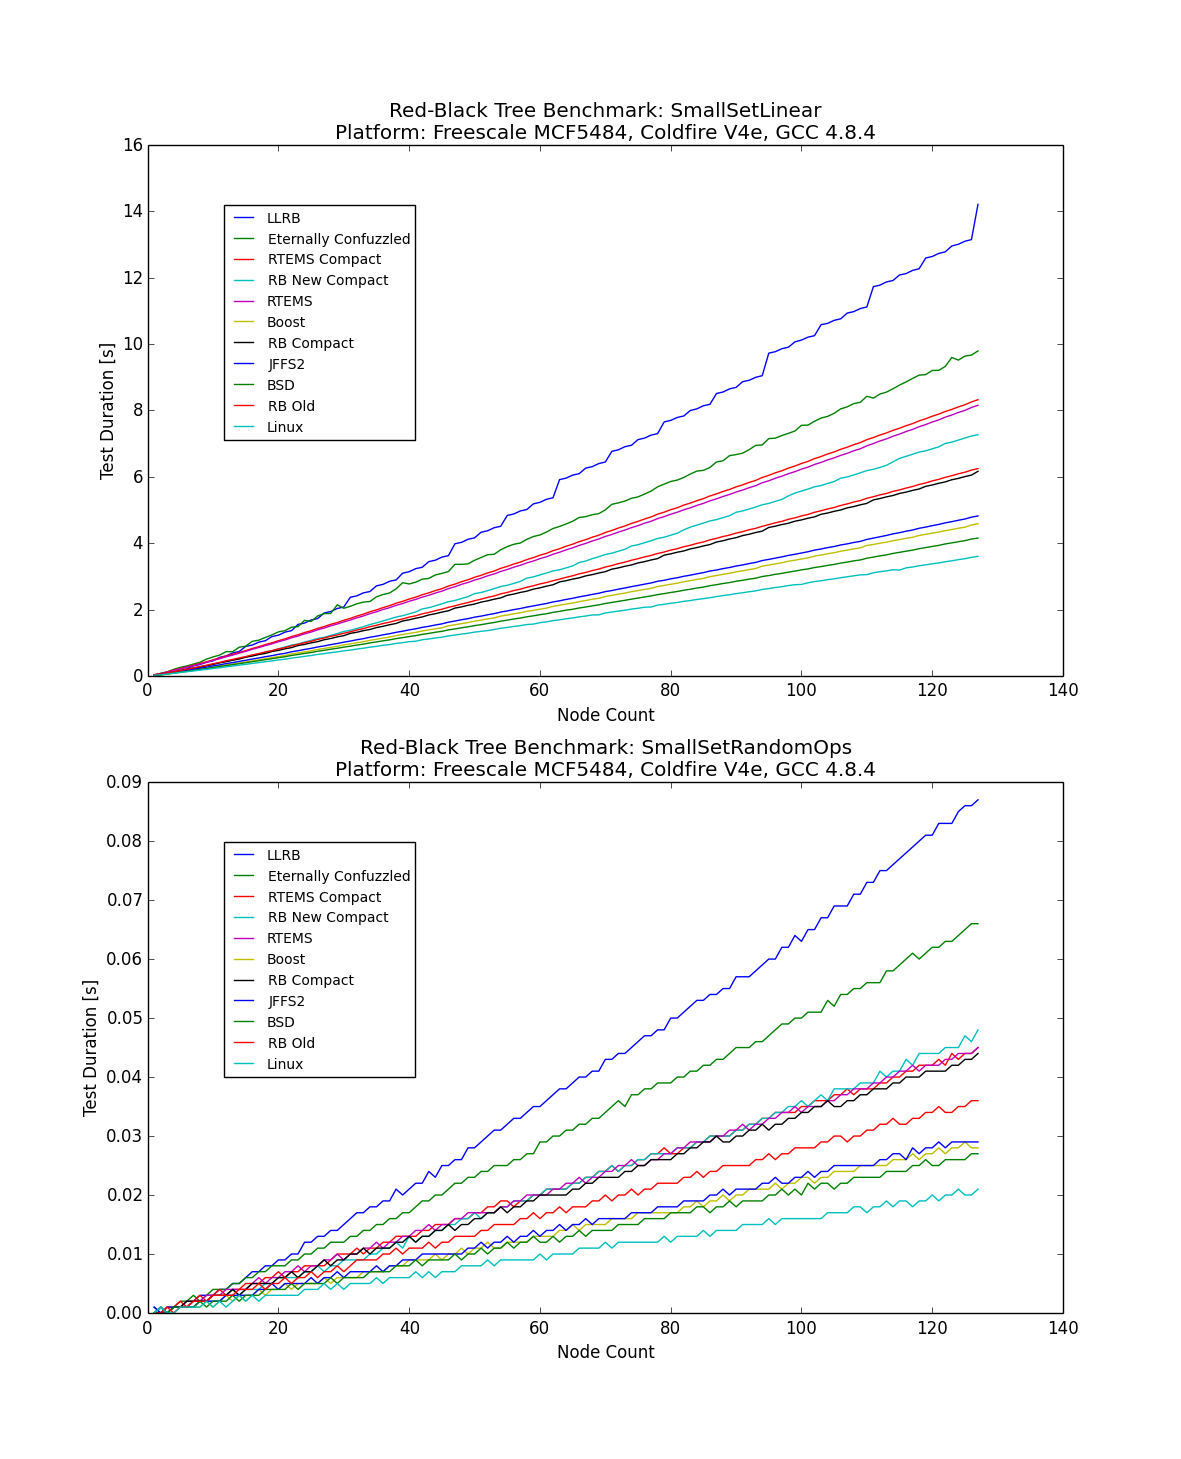 Red-Black Tree Benchmark: SmallSetLinear
Platform: Freescale MCF5484, Coldfire V4e, GCC 4.8.4
16
14
12
10
8
6
4
2
0
Test Duration [s]
LLRB
Eternally Confuzzled
RTEMS Compact
RB New Compact
RTEMS
Boost
RB Compact
JFFS2
BSD
RB Old
Linux
0 20 40 60 80 100 120 140
Node Count
Red-Black Tree Benchmark: SmallSetRandomOps
Platform: Freescale MCF5484, Coldfire V4e, GCC 4.8.4
0.09
0.08
0.07
0.06
0.05
0.04
0.03
0.02
0.01
0.00
Test Duration [s]
LLRB
Eternally Confuzzled
RTEMS Compact
RB New Compact
RTEMS
Boost
RB Compact
JFFS2
BSD
RB Old
Linux
0 20 40 60 80 100 120 140
Node Count